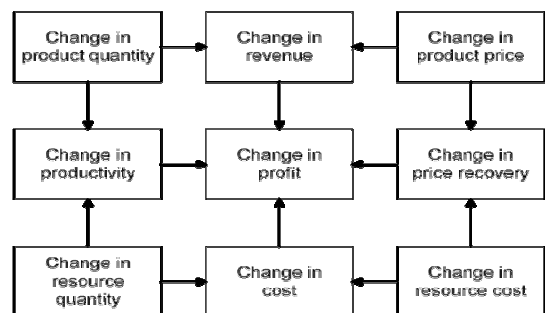 Change in
product quantity
Change in
revenue
Change in
product price
Change in
productivity
Change in
profit
Change in
price recovery
Change in
resource
quantity
Change in
cost
Change in
resource cost